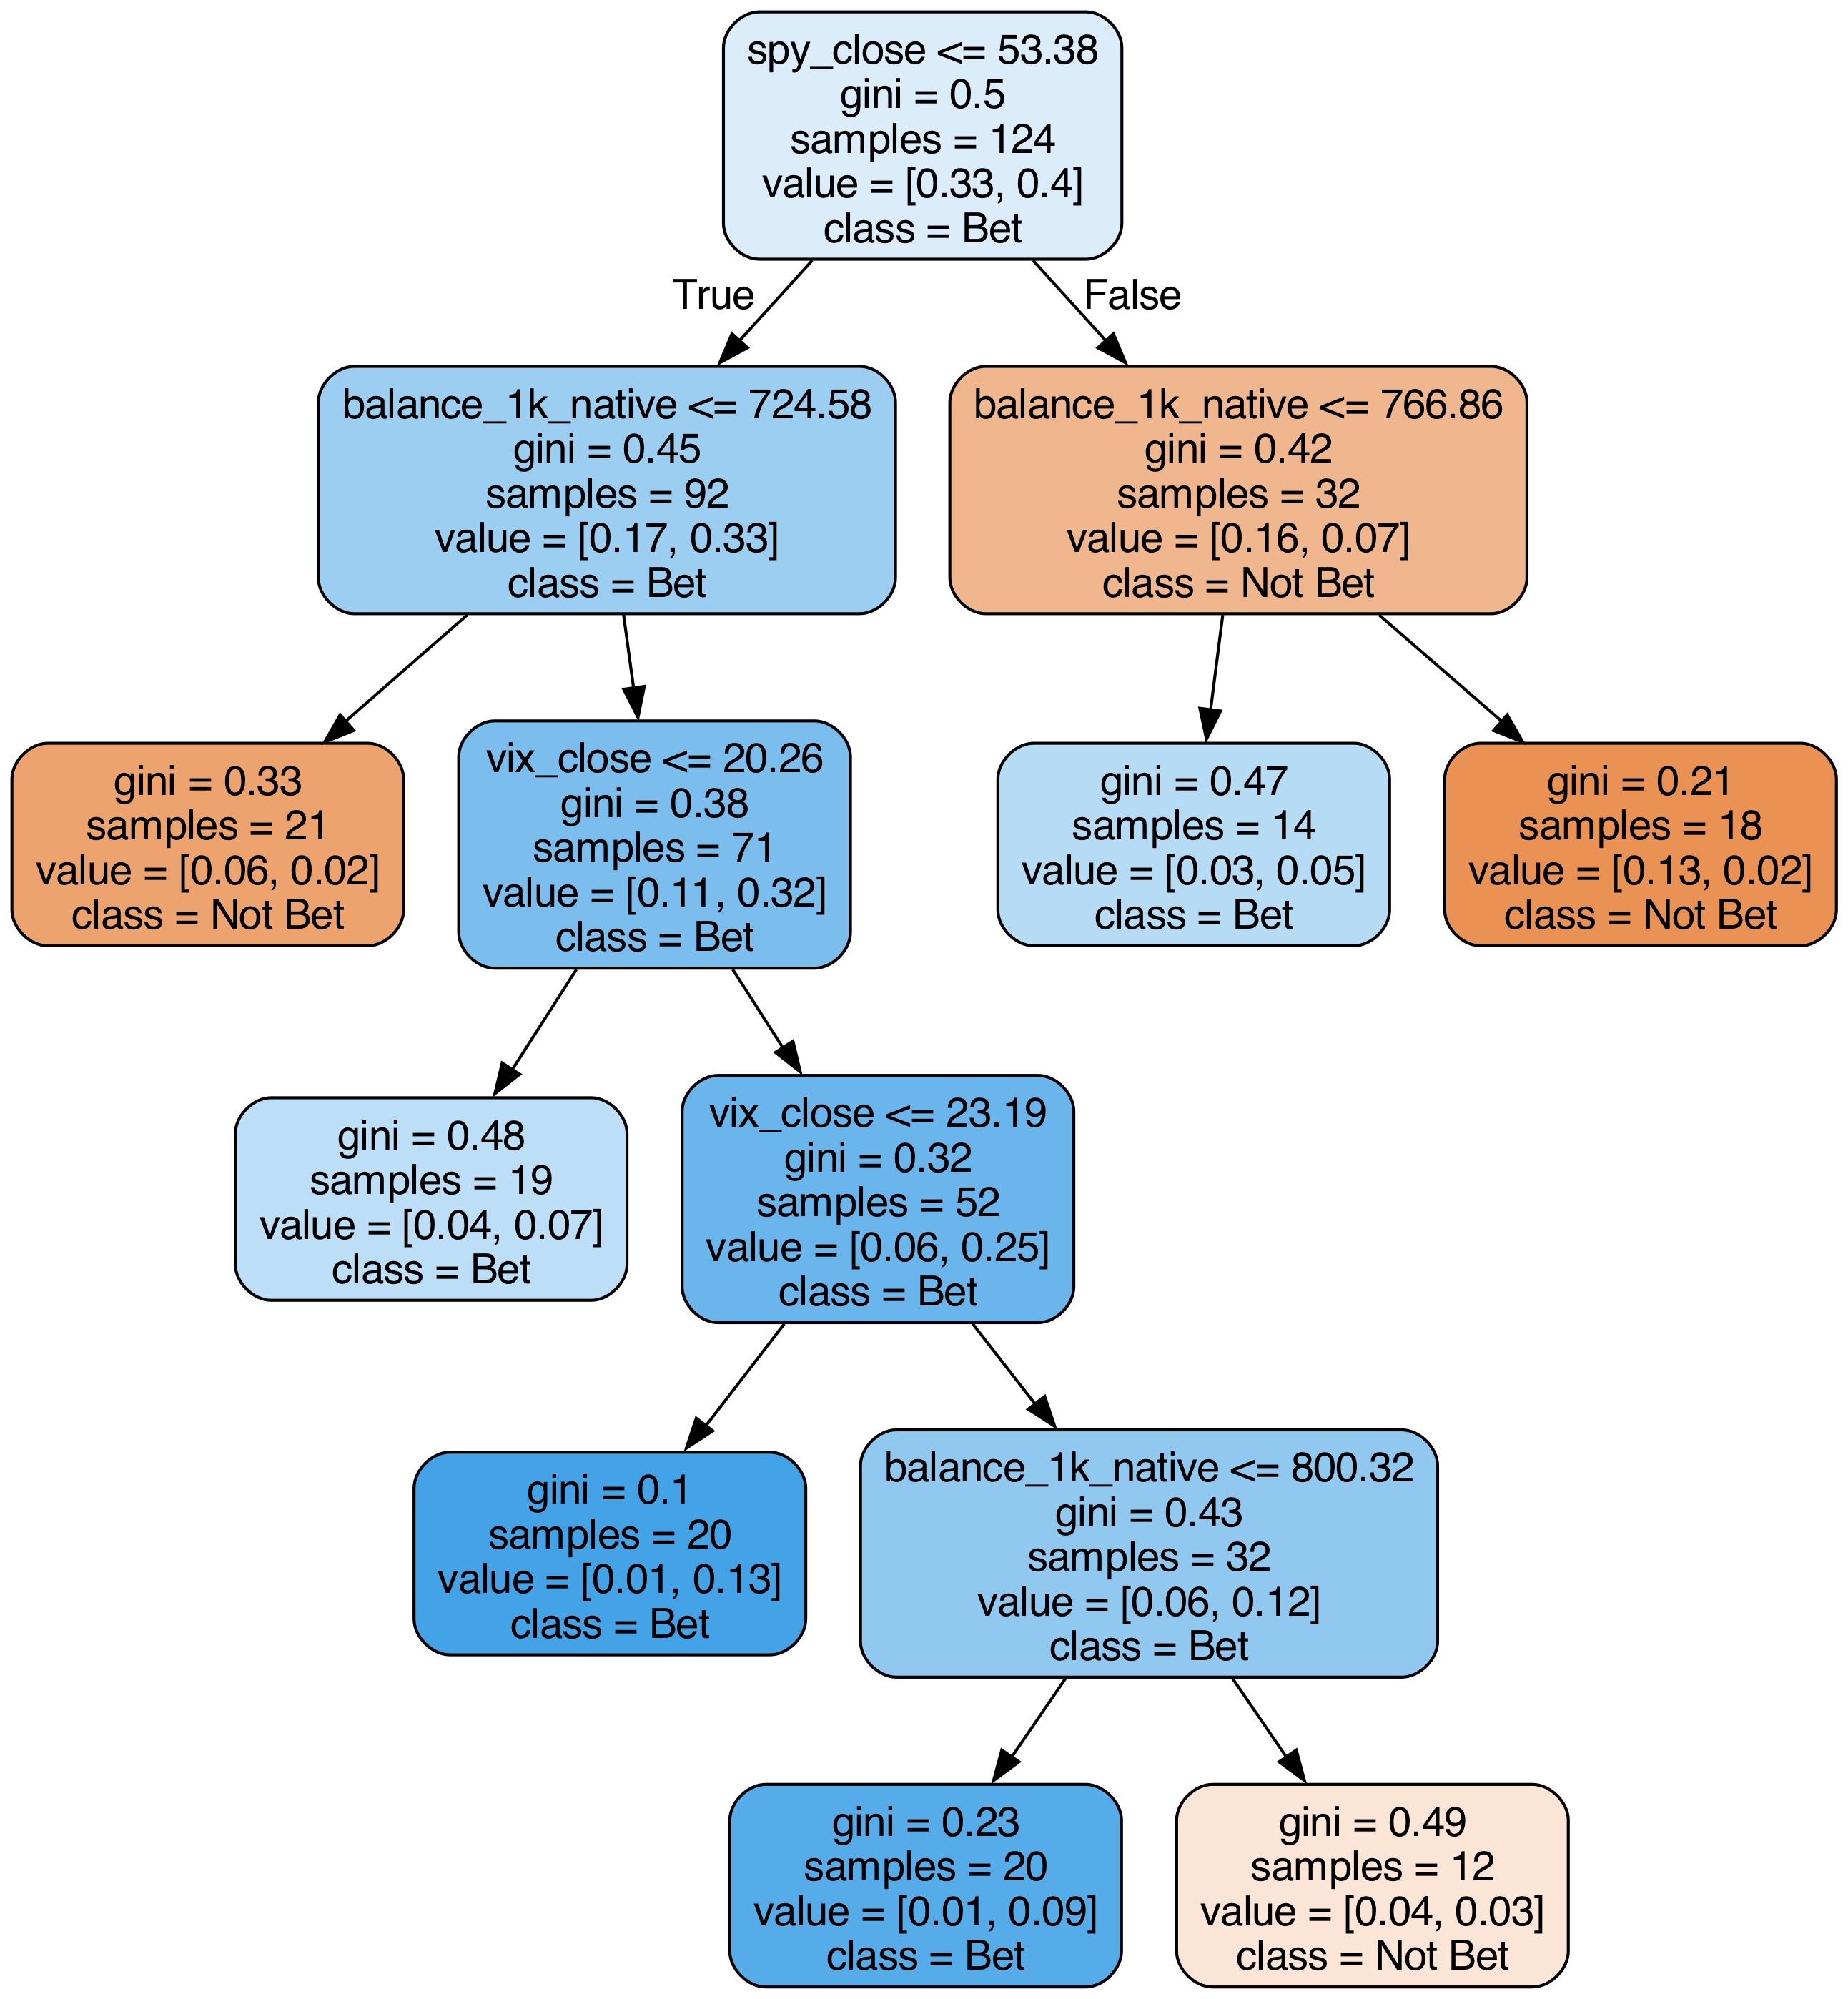 spy_close <= 53.38
gini = 0.5
samples = 124
value = [0.33, 0.4]
class = Bet
True
False
balance_1k_native <= 724.58
gini = 0.45
samples = 92
value = [0.17, 0.33]
class = Bet
balance_1k_native <= 766.86
gini = 0.42
samples = 32
value = [0.16, 0.07]
class = Not Bet
gini = 0.33
samples = 21
value = [0.06, 0.02]
class = Not Bet
vix_close <= 20.26
gini = 0.38
samples = 71
value = [0.11, 0.32]
class = Bet
gini = 0.47
samples = 14
value = [0.03, 0.05]
class = Bet
gini = 0.21
samples = 18
value = [0.13, 0.02]
class = Not Bet
gini = 0.48
samples = 19
value = [0.04, 0.07]
class = Bet
vix_close <= 23.19
gini = 0.32
samples = 52
value = [0.06, 0.25]
class = Bet
gini = 0.1
samples = 20
value = [0.01, 0.13]
class = Bet
balance_1k_native <= 800.32
gini = 0.43
samples = 32
value = [0.06, 0.12]
class = Bet
gini = 0.23
samples = 20
value = [0.01, 0.09]
class = Bet
gini = 0.49
samples = 12
value = [0.04, 0.03]
class = Not Bet